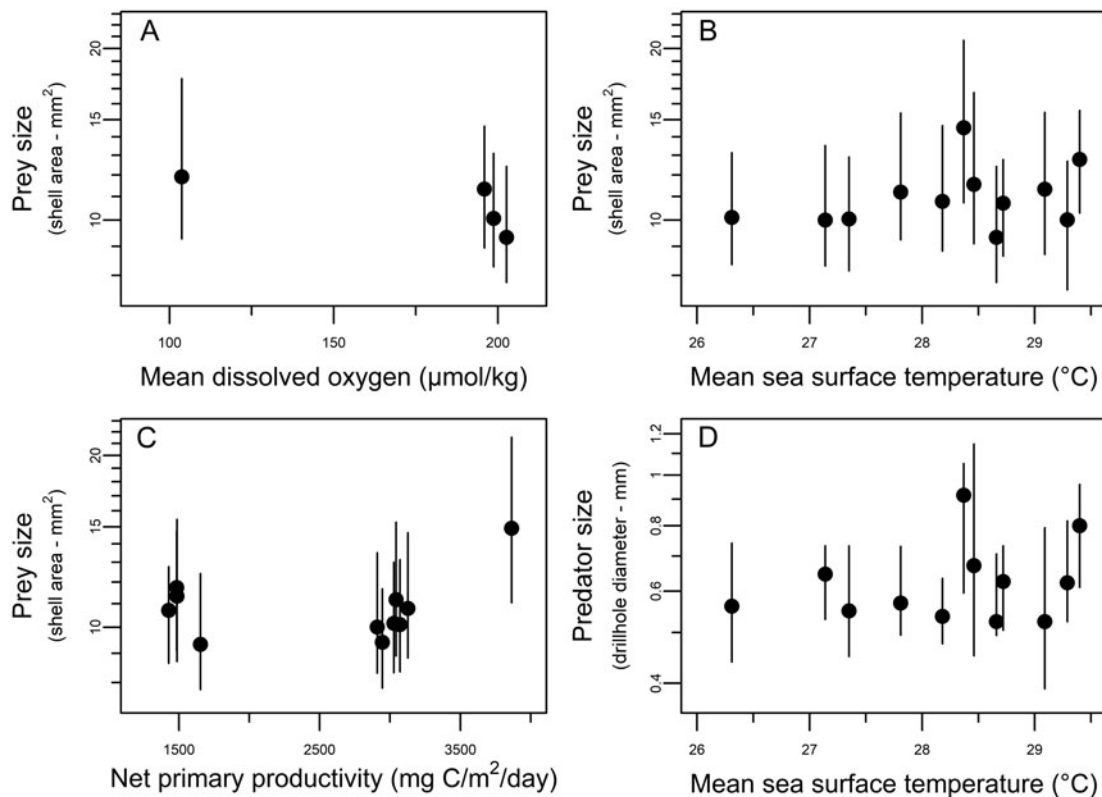 A
Prey size
(shell area - mm²)
20
15
10
100
150
200
Mean dissolved oxygen (μmol/kg)
B
Prey size
(shell area - mm²)
20
15
10
26
27
28
29
Mean sea surface temperature (°C)
C
Prey size
(shell area - mm²)
20
15
10
1500
2500
3500
Net primary productivity (mg C/m²/day)
D
Predator size
(drillhole diameter - mm)
1.2
1
0.8
0.6
0.4
26
27
28
29
Mean sea surface temperature (°C)